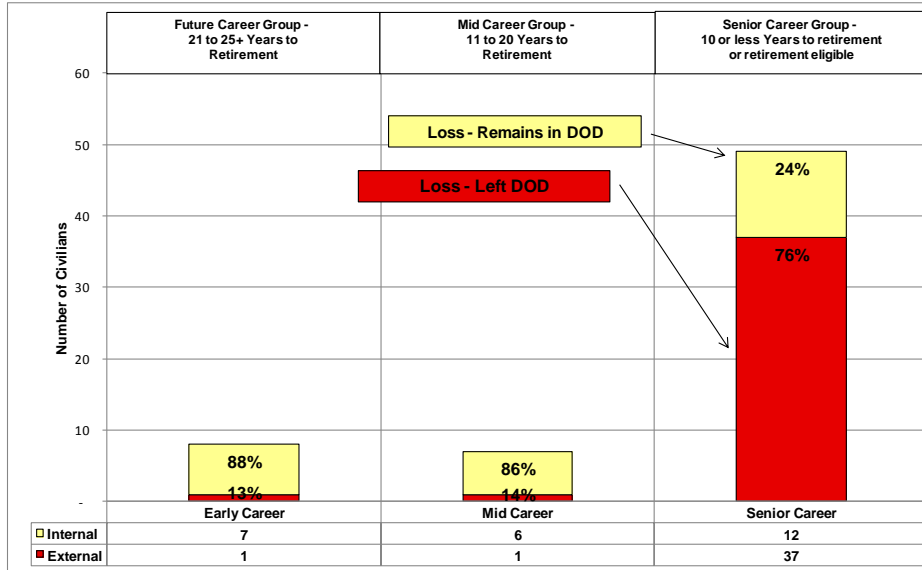 Future Career Group -
21 to 25+ Years to
Retirement
Mid Career Group -
11 to 20 Years to
Retirement
Senior Career Group -
10 or less Years to retirement
or retirement eligible
60
50
40
30
20
10
-
Number of Civilians
Loss - Remains in DOD
Loss - Left DOD
24%
76%
88%
13%
86%
14%
Early Career
Mid Career
Senior Career
Internal 7 6 12
External 1 1 37